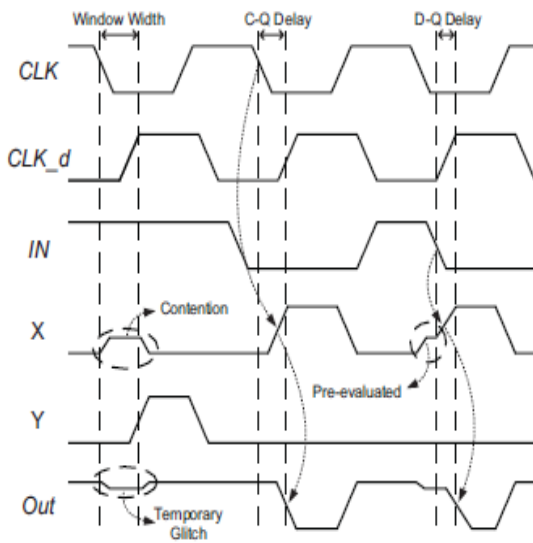 Window Width
C-Q Delay
D-Q Delay
CLK
CLK_d
IN
Contention
X
Pre-evaluated
Y
Out
Temporary
Glitch